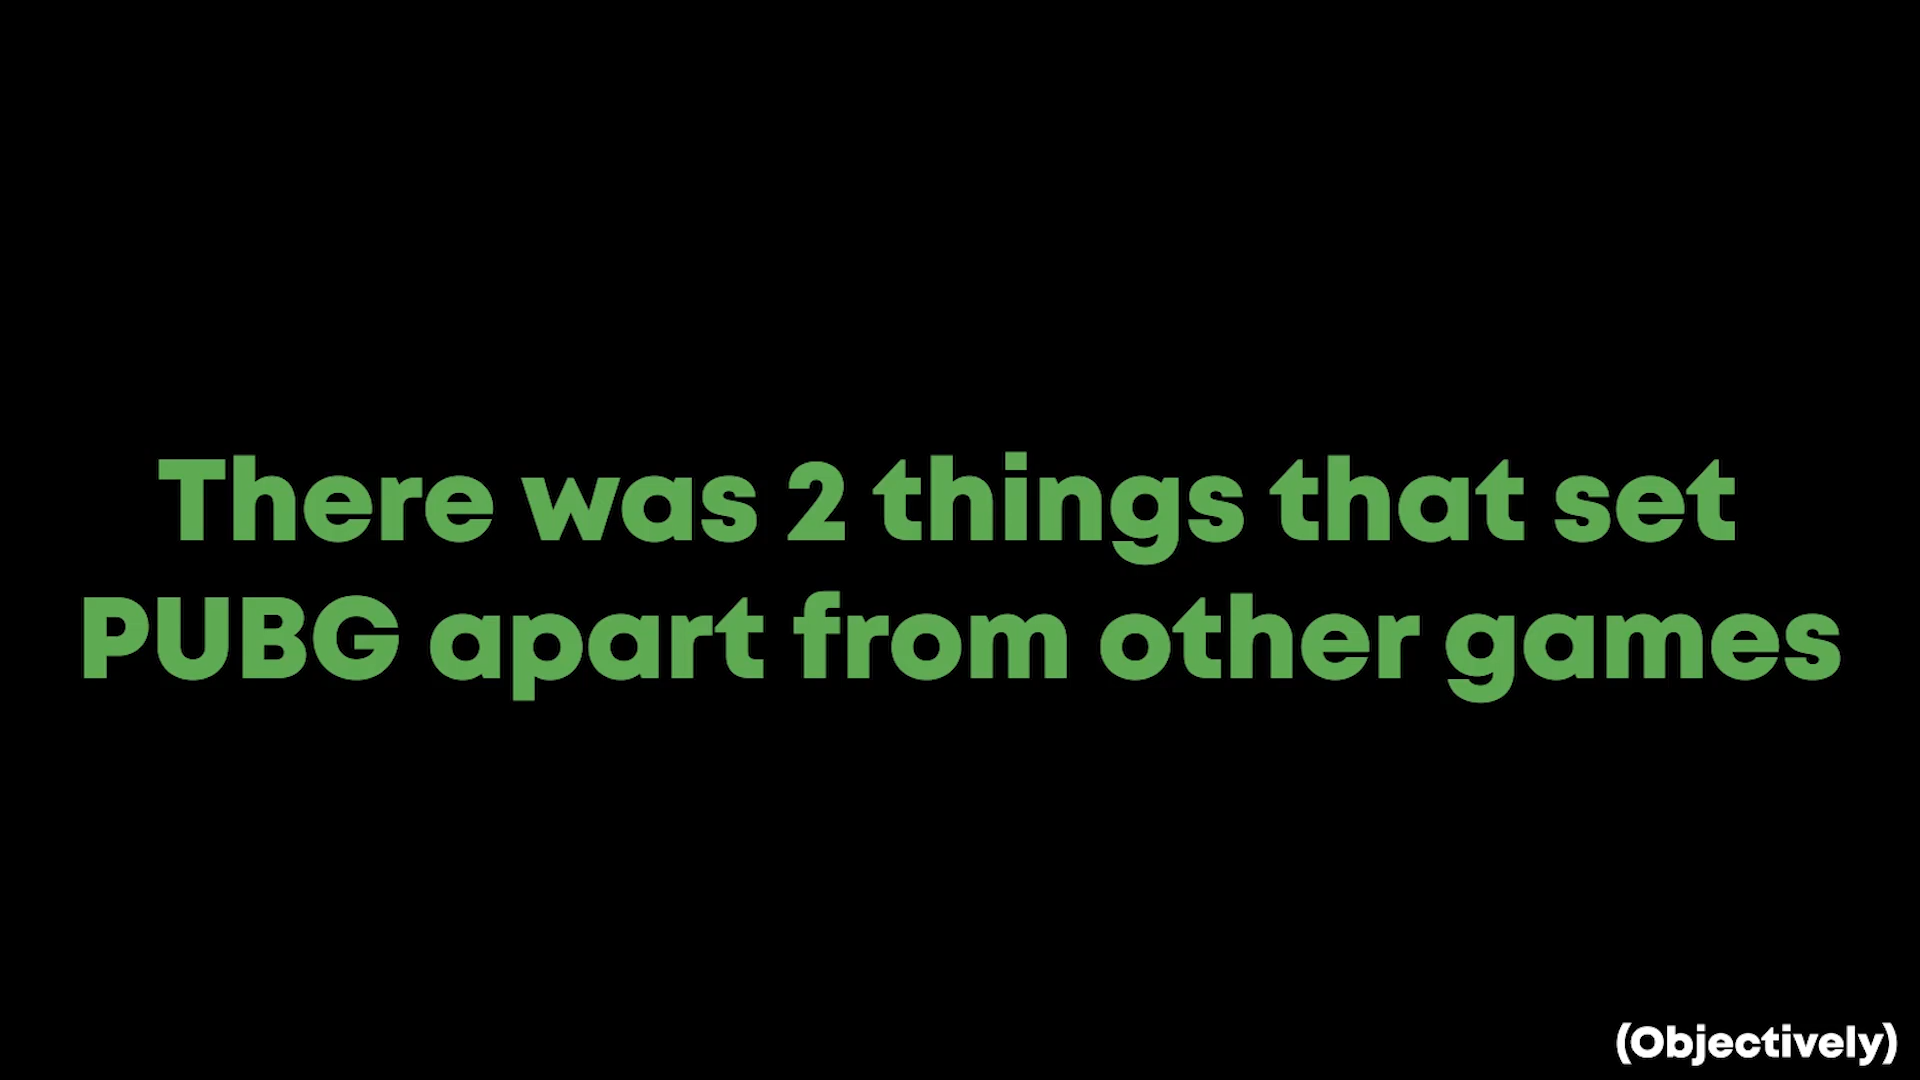 There was 2 things that set
PUBG apart from other games
(Objectively)